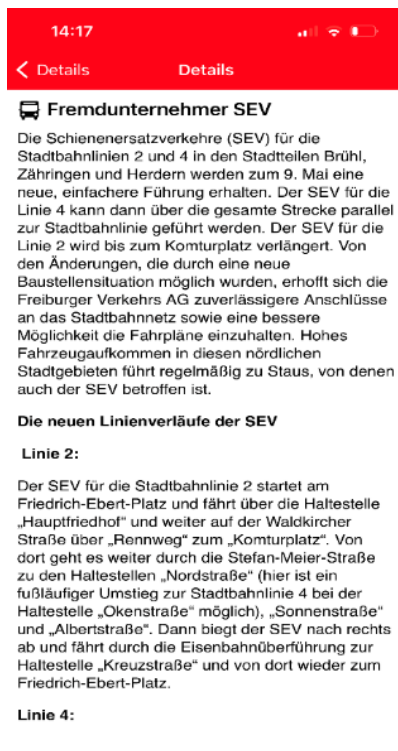 14:17
Details
Details
Fremdunternehmer SEV
Die Schienenersatzverkehre (SEV) für die
Stadtbahnlinien 2 und 4 in den Stadtteilen Brühl,
Zähringen und Herdern werden zum 9. Mai eine
neue, einfachere Führung erhalten. Der SEV für die
Linie 4 kann dann über die gesamte Strecke parallel
zur Stadtbahnlinie geführt werden. Der SEV für die
Linie 2 wird bis zum Komturplatz verlängert. Von
den Änderungen, die durch eine neue
Baustellensituation möglich wurden, erhofft sich die
Freiburger Verkehrs AG zuverlässigere Anschlüsse
an das Stadtbahnnetz sowie eine bessere
Möglichkeit die Fahrpläne einzuhalten. Hohes
Fahrzeugaufkommen in diesen nördlichen
Stadtgebieten führt regelmäßig zu Staus, von denen
auch der SEV betroffen ist.
Die neuen Linienverläufe der SEV
Linie 2:
Der SEV für die Stadtbahnlinie 2 startet am
Friedrich-Ebert-Platz und fährt über die Haltestelle
„Hauptfriedhof“ und weiter auf der Waldkircher
Straße über „Rennweg“ zum „Komturplatz“. Von
dort geht es weiter durch die Stefan-Meier-Straße
zu den Haltestellen „Nordstraße“ (hier ist ein
fußläufiger Umstieg zur Stadtbahnlinie 4 bei der
Haltestelle „Okenstraße“ möglich), „Sonnenstraße“
und „Albertstraße“. Dann biegt der SEV nach rechts
ab und fährt durch die Eisenbahnüberführung zur
Haltestelle „Kreuzstraße“ und von dort wieder zum
Friedrich-Ebert-Platz.
Linie 4: